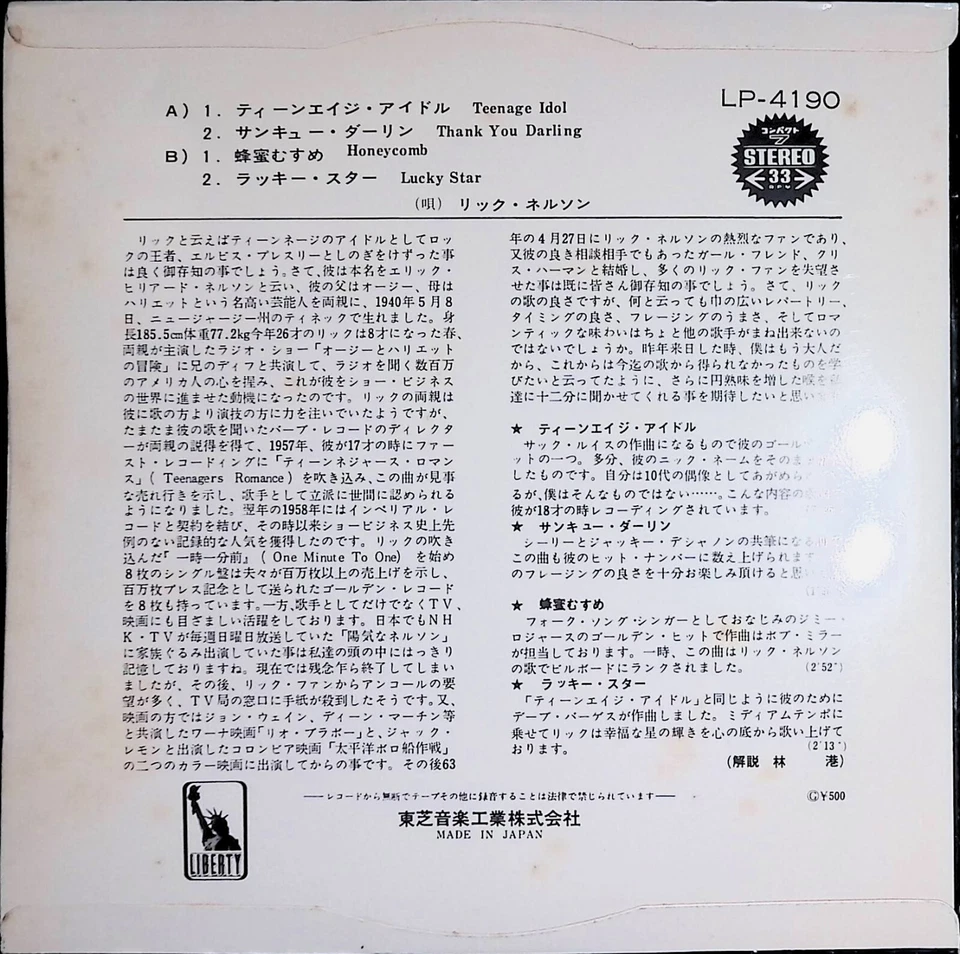 LP-4190
コンパクト
7
STEREO
33
RPM
A) 1. ティーンエイジ・アイドル Teenage Idol
2. サンキュー・ダーリン Thank You Darling
B) 1. 蜂蜜むすめ Honeycomb
2. ラッキー・スター Lucky Star
(唄) リック・ネルソン
リックと云えばティーンネージのアイドルとしてロッ
クの王者、エルビス・プレスリーとしのぎをけずった事
は良く御存知の事でしょう。さて、彼は本名をエリック・
ヒリアード・ネルソンと云い、彼の父はオージー、母は
ハリエットという名高い芸能人を両親に、1940年5月8
日、ニュージャージー州のティネックで生れました。身
長185.5cm体重77.2kg今年26才のリックは8才になった春、
両親が主演したラジオ・ショー「オージーとハリエット
の冒険」に兄のディフと共演して、ラジオを聞く数百万
のアメリカ人の心を掴み、これが彼をショー・ビジネス
の世界に進ませた動機になったのです。リックの両親は
彼に歌の方より演技の方に力を注いでいたようですが、
たまたま彼の歌を聞いたバーブ・レコードのディレクタ
ーが両親の説得を得て、1957年、彼が17才の時にファー
スト・レコーディングに「ティーンネジャース・ロマン
ス」(Teenagers Romance) を吹き込み、この曲が見事
な売れ行きを示し、歌手として立派に世間に認められる
ようになりました。翌年の1958年にはインペリアル・レ
コードと契約を結び、その時以来ショービジネス史上先
例のない記録的な人気を獲得したのです。リックの吹き
込んだ『一時一分前』(One Minute To One) を始め
8枚のシングル盤は夫々が百万枚以上の売上げを示し、
百万枚プレス記念として送られたゴールデン・レコード
を8枚も持っています。一方、歌手としてだけでなくTV、
映画にも目ざましい活躍をしております。日本でもNH
K・TVが毎週日曜日放送していた「陽気なネルソン」
に家族ぐるみ出演していた事は私達の頭の中にはっきり
記憶しておりますね。現在では残念乍ら終了してしまい
ましたが、その後、リック・ファンからアンコールの要
望が多く、TV局の窓口に手紙が殺到したそうです。又、
映画の方ではジョン・ウェイン、ディーン・マーチン等
と共演したワーナ映画「リオ・ブラボー」と、ジャック・
レモンと出演したコロンビア映画「太平洋ボロ船作戦」
の二つのカラー映画に出演してからの事です。その後63
年の4月27日にリック・ネルソンの熱烈なファンであり、
又彼の良き相談相手でもあったガール・フレンド、クリ
ス・ハーマンと結婚し、多くのリック・ファンを失望さ
せた事は既に皆さん御存知の事でしょう。さて、リック
の歌の良さですが、何と云っても巾の広いレパートリー、
タイミングの良さ、フレージングのうまさ、そしてロマ
ンティックな味わいはちょと他の歌手がまね出来ないの
ではないでしょうか。昨年来日した時、僕はもう大人だ
から、これからは今迄の歌から得られなかったものを学
びたいと云ってたように、さらに円熟味を増した喉を
達に十二分に聞かせてくれる事を期待したいと思い
★ ティーンエイジ・アイドル
サック・ルイスの作曲になるもので彼のゴール
ットの一つ。多分、彼のニック・ネームをそのま
したものです。自分は10代の偶像としてあがめら
るが、僕はそんなものではない……。こんな内容の
彼が18才の時レコーディングされています。
★ サンキュー・ダーリン
シーリーとジャッキー・デシャノンの共筆にな
この曲も彼のヒット・ナンバーに数え上げられま
のフレージングの良さを十分お楽しみ頂けると思
★ 蜂蜜むすめ
フォーク・ソング・シンガーとしておなじみのジミー・
ロジャースのゴールデン・ヒットで作曲はボブ・ミラー
が担当しております。一時、この曲はリック・ネルソン
の歌でビルボードにランクされました。 (2'52")
★ ラッキー・スター
「ティーンエイジ・アイドル」と同じように彼のために
デーブ・バーゲスが作曲しました。ミディアムテンポに
乗せてリックは幸福な星の輝きを心の底から歌い上げて
おります。 (2'13")
(解説 林 港)
LIBERTY
——レコードから無断でテープその他に録音することは法律で禁じられています——
東芝音楽工業株式会社
MADE IN JAPAN
Ⓒ¥500